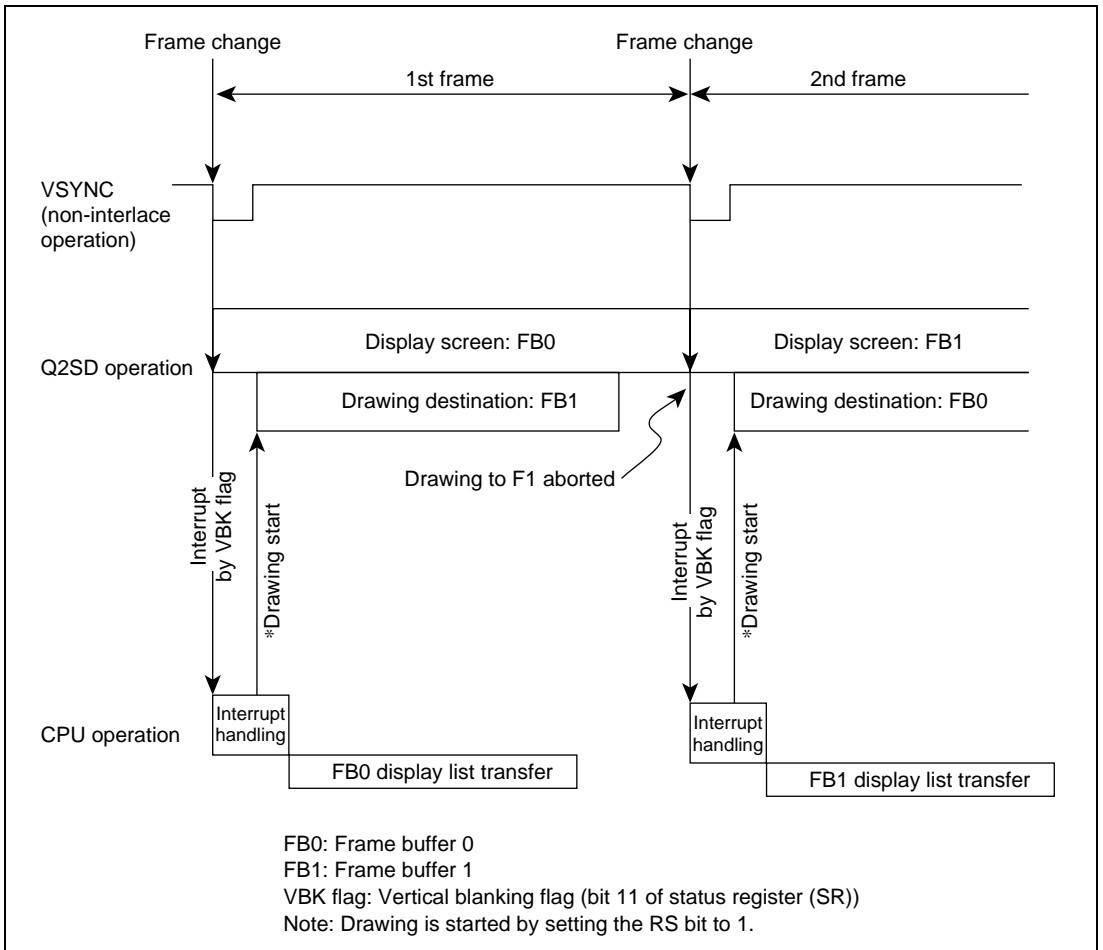 Frame change
Frame change
1st frame
2nd frame
VSYNC
(non-interlace
operation)
Display screen: FB0
Display screen: FB1
Q2SD operation
Drawing destination: FB1
Drawing destination: FB0
Drawing to F1 aborted
Interrupt
by VBK flag
*Drawing start
Interrupt
by VBK flag
*Drawing start
CPU operation
Interrupt
handling
Interrupt
handling
FB0 display list transfer
FB1 display list transfer
FB0: Frame buffer 0
FB1: Frame buffer 1
VBK flag: Vertical blanking flag (bit 11 of status register (SR))
Note: Drawing is started by setting the RS bit to 1.